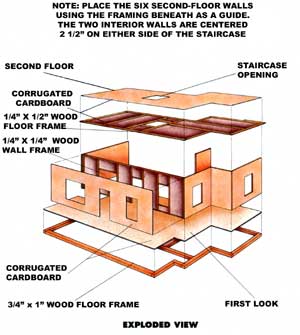 NOTE: PLACE THE SIX SECOND-FLOOR WALLS
USING THE FRAMING BENEATH AS A GUIDE.
THE TWO INTERIOR WALLS ARE CENTERED
2 1/2" ON EITHER SIDE OF THE STAIRCASE
SECOND FLOOR
STAIRCASE
OPENING
CORRUGATED
CARDBOARD
1/4" X 1/2" WOOD
FLOOR FRAME
1/4" X 1/4" WOOD
WALL FRAME
CORRUGATED
CARDBOARD
3/4" x 1" WOOD FLOOR FRAME
FIRST LOOK
EXPLODED VIEW